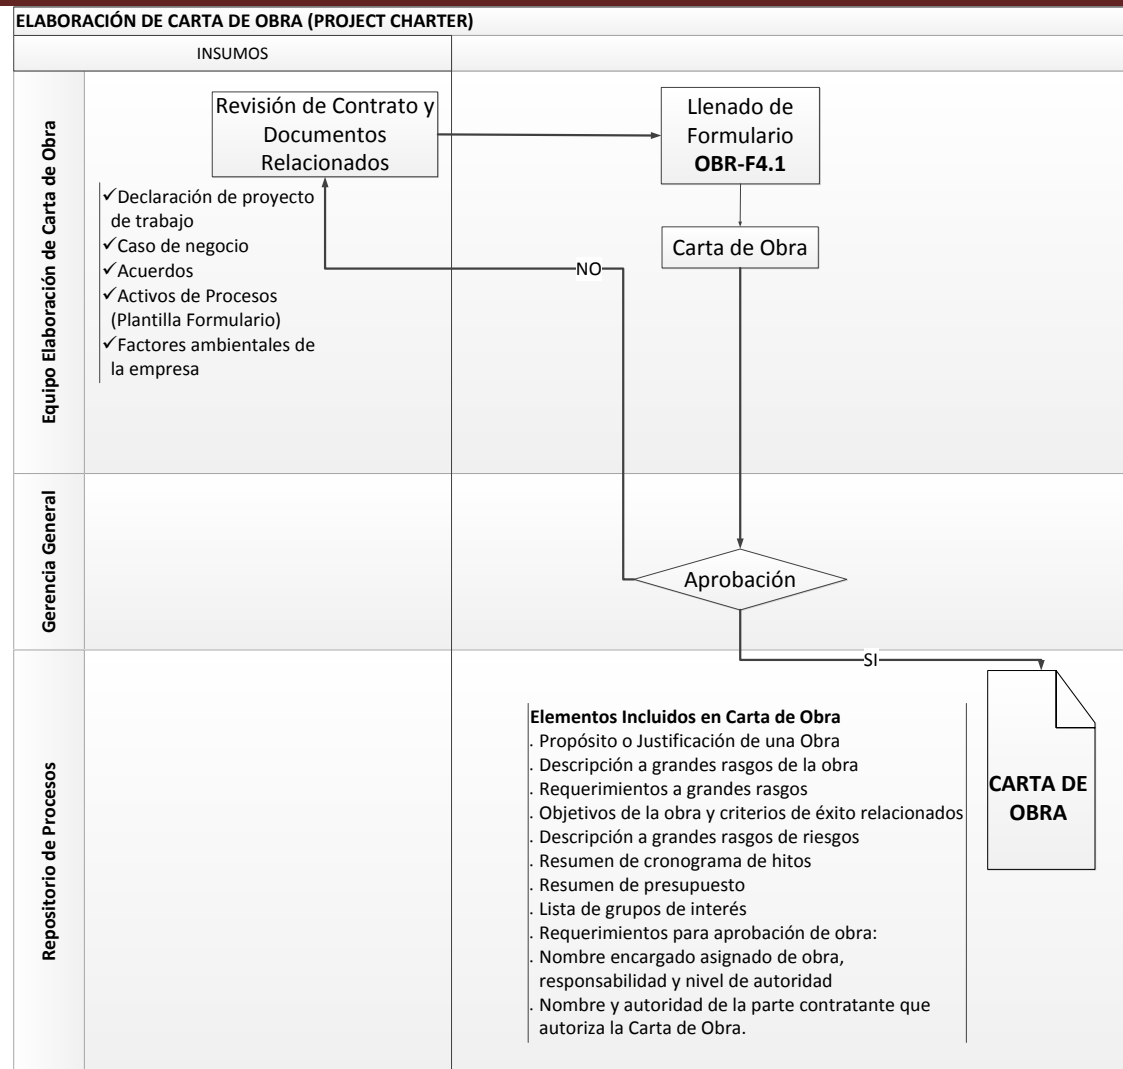 ELABORACIÓN DE CARTA DE OBRA (PROJECT CHARTER)
INSUMOS
Equipo Elaboración de Carta de Obra
Revisión de Contrato y
Documentos
Relacionados
✓Declaración de proyecto
de trabajo
✓Caso de negocio
✓Acuerdos
✓Activos de Procesos
(Plantilla Formulario)
✓Factores ambientales de
la empresa
Llenado de
Formulario
OBR-F4.1
Carta de Obra
NO
Gerencia General
Aprobación
SI
Repositorio de Procesos
Elementos Incluidos en Carta de Obra
. Propósito o Justificación de una Obra
. Descripción a grandes rasgos de la obra
. Requerimientos a grandes rasgos
. Objetivos de la obra y criterios de éxito relacionados
. Descripción a grandes rasgos de riesgos
. Resumen de cronograma de hitos
. Resumen de presupuesto
. Lista de grupos de interés
. Requerimientos para aprobación de obra:
. Nombre encargado asignado de obra,
responsabilidad y nivel de autoridad
. Nombre y autoridad de la parte contratante que
autoriza la Carta de Obra.
CARTA DE
OBRA